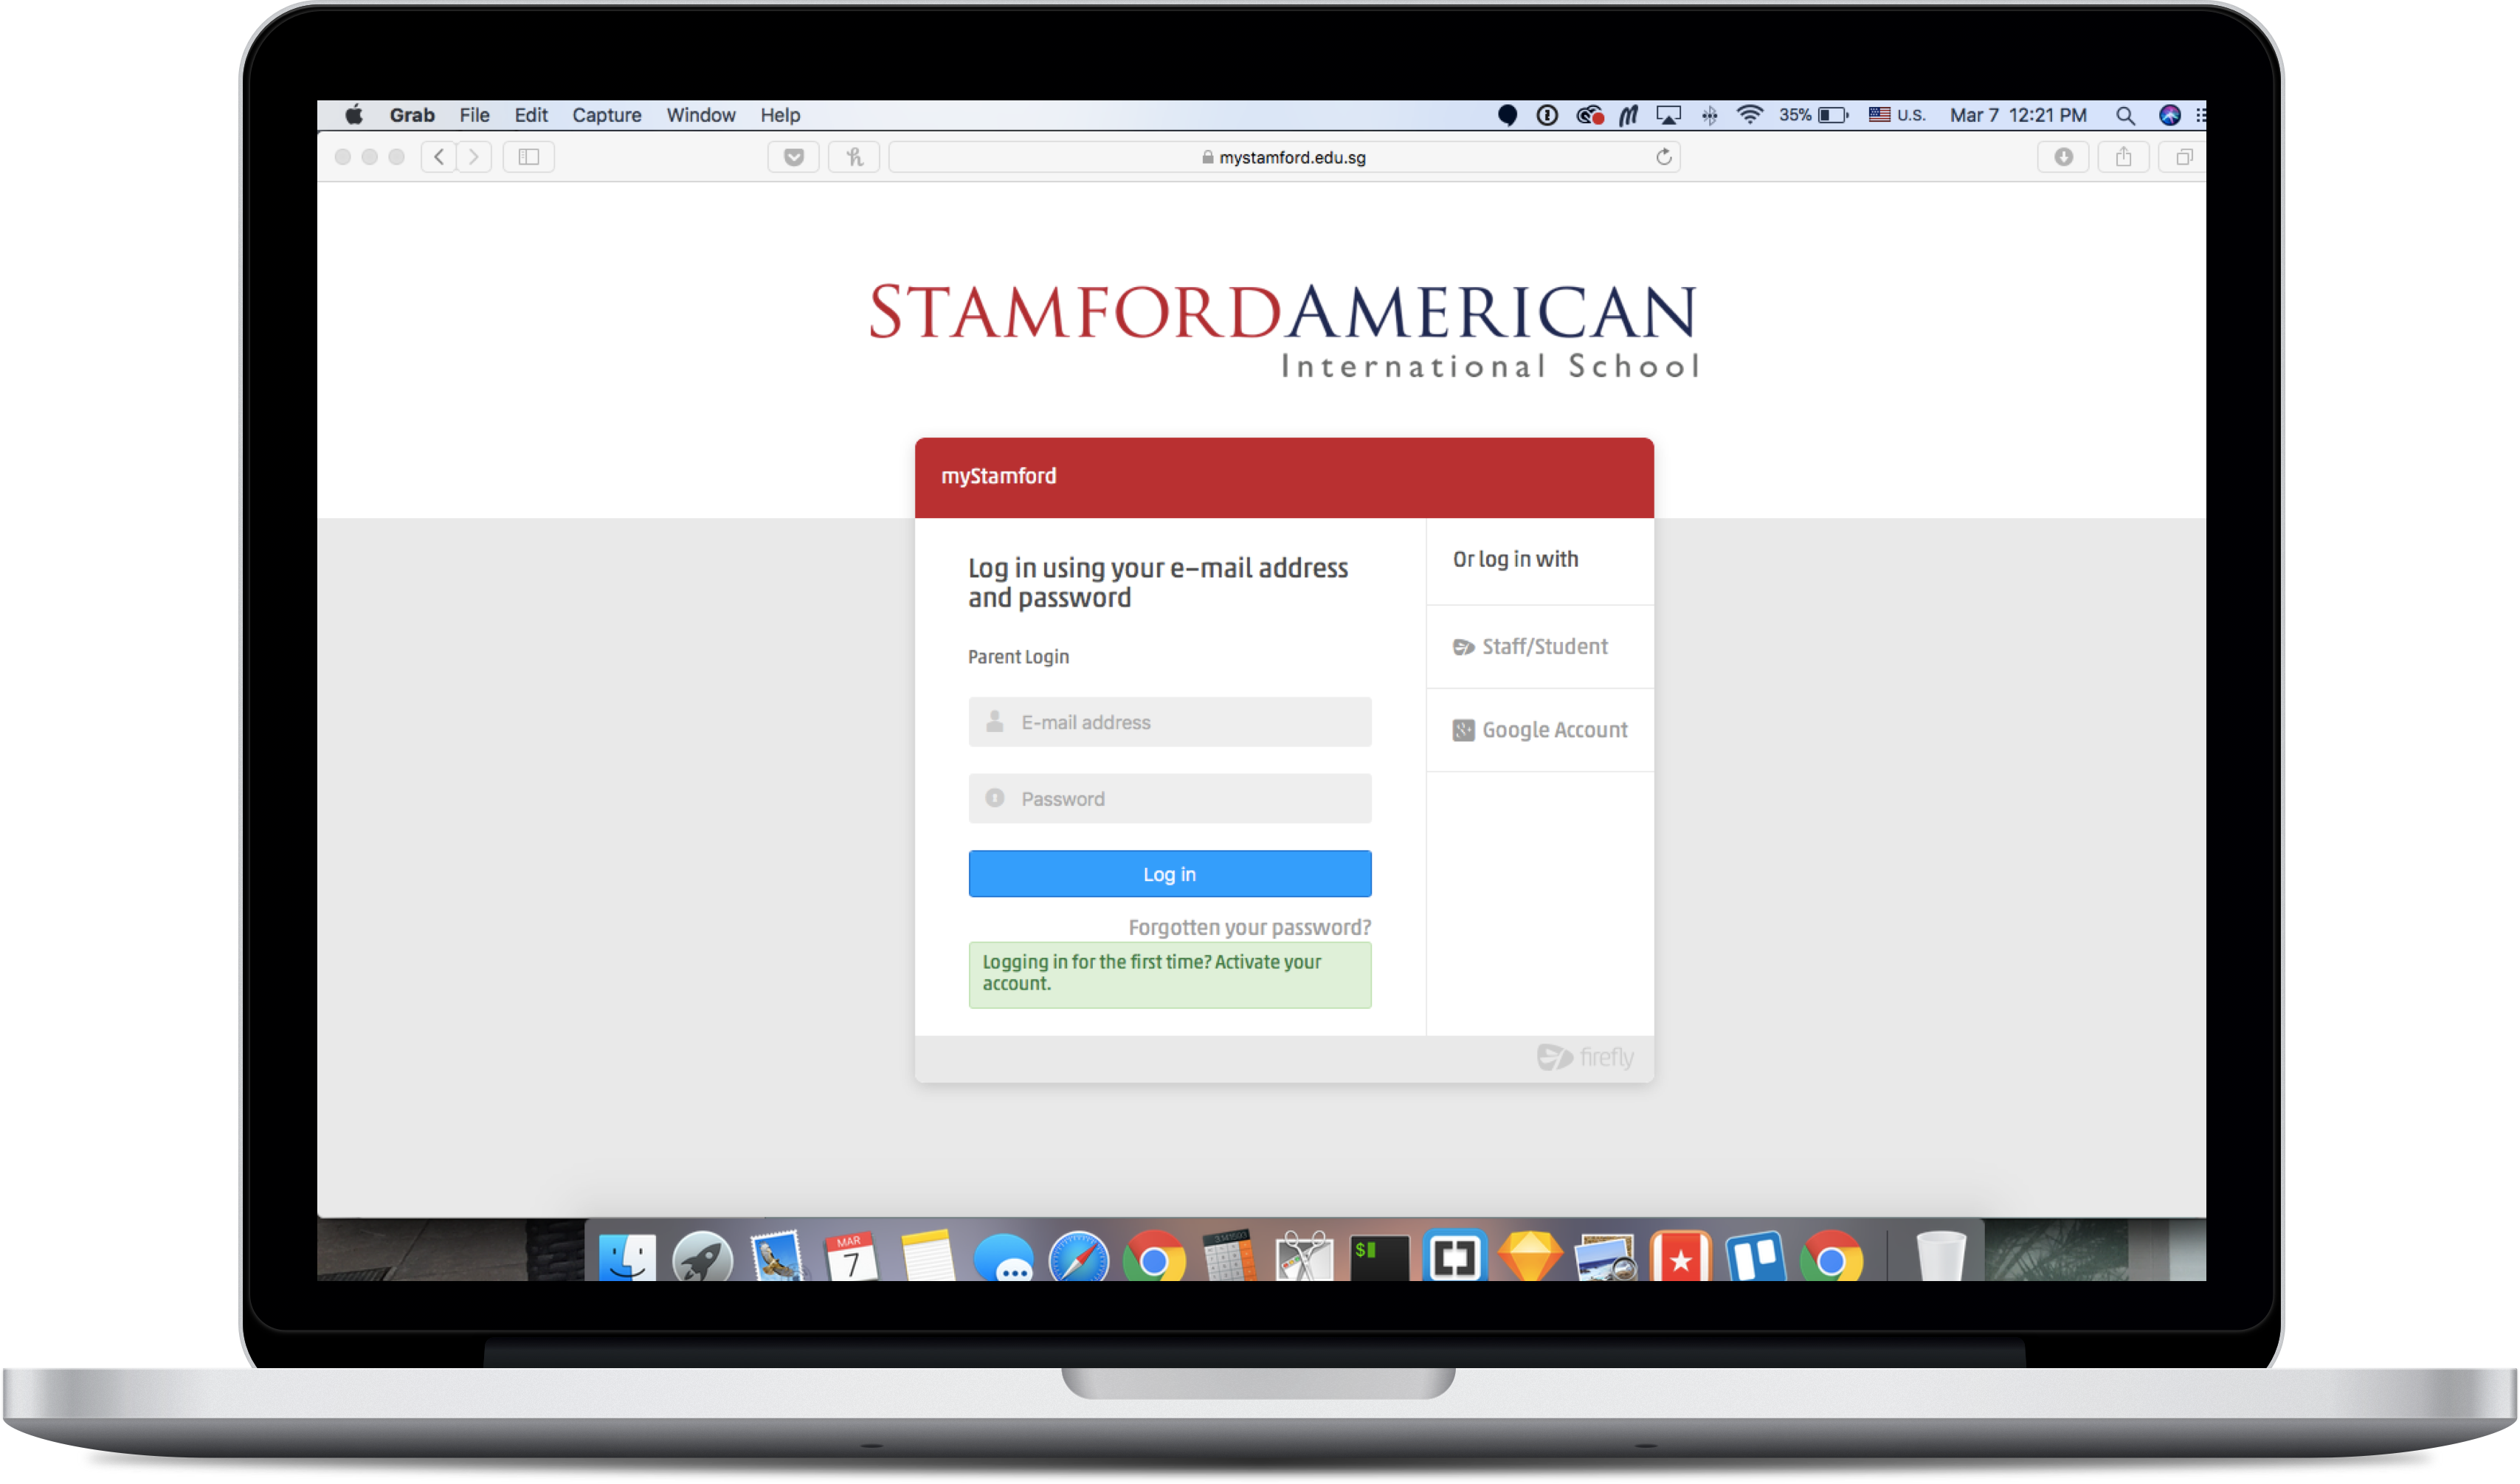 Grab File Edit Capture Window Help 35% U.S. Mar 7 12:21 PM
mystamford.edu.sg
STAMFORDAMERICAN
International School
myStamford
Log in using your e-mail address
and password
Parent Login
E-mail address
Password
Log in
Forgotten your password?
Logging in for the first time? Activate your
account.
Or log in with
Staff/Student
Google Account
firefly
MAR
7
$